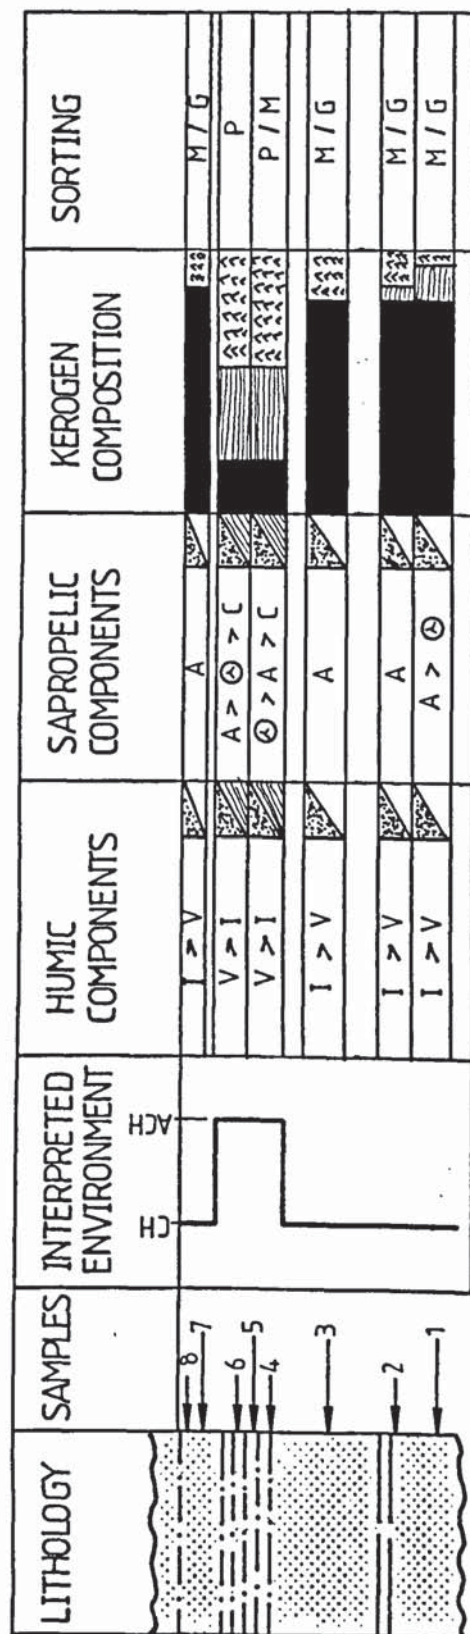 LITHOLOGY
SAMPLES
INTERPRETED
ENVIRONMENT
HUMIC
COMPONENTS
SAPROPELIC
COMPONENTS
KEROGEN
COMPOSITION
SORTING
CH ACH
8
7
I > V A M / G
6
V > I A > Ⓨ > C P
5
4
V > I Ⓨ > A > C P / M
3
I > V A M / G
2
I > V A M / G
1
I > V A > Ⓨ M / G